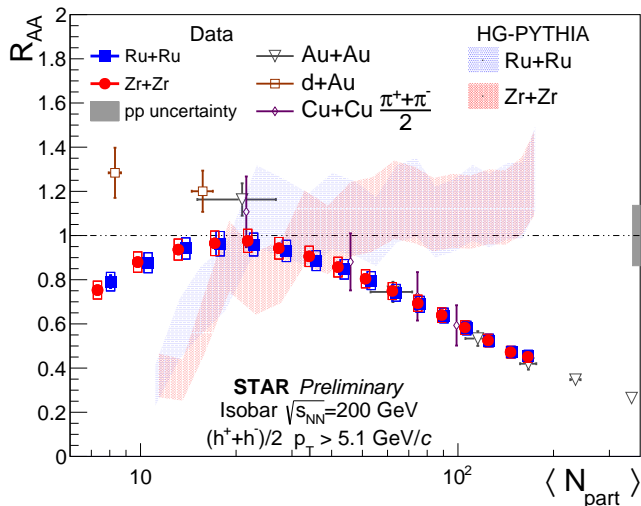 R_AA
2
1.8
1.6
1.4
1.2
1
0.8
0.6
0.4
0.2
0
Data
Ru+Ru
Zr+Zr
pp uncertainty
Au+Au
d+Au
Cu+Cu π⁺+π⁻/2
HG-PYTHIA
Ru+Ru
Zr+Zr
STAR Preliminary
Isobar √s_NN=200 GeV
(h⁺+h⁻)/2 p_T > 5.1 GeV/c
10
10²
⟨ N_part ⟩